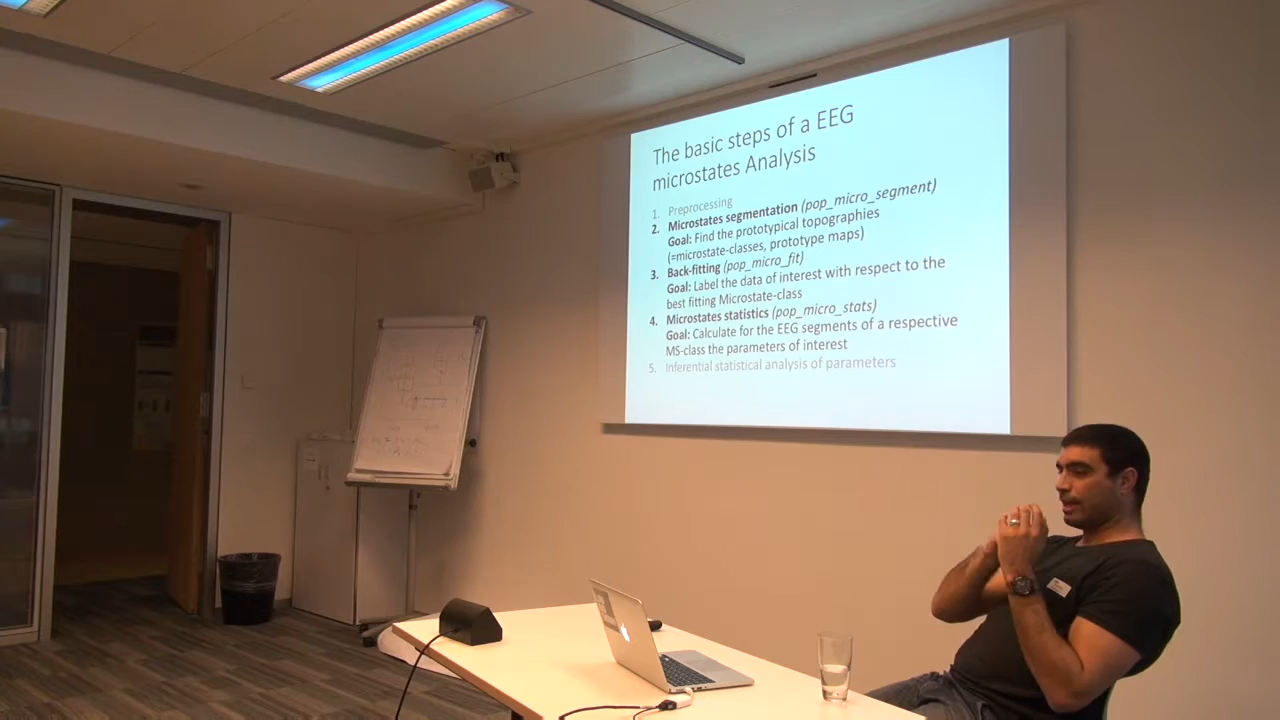 The basic steps of a EEG
microstates Analysis
1. Preprocessing
2. Microstates segmentation (pop_micro_segment)
Goal: Find the prototypical topographies
(=microstate-classes, prototype maps)
3. Back-fitting (pop_micro_fit)
Goal: Label the data of interest with respect to the
best fitting Microstate-class
4. Microstates statistics (pop_micro_stats)
Goal: Calculate for the EEG segments of a respective
MS-class the parameters of interest
5. Inferential statistical analysis of parameters